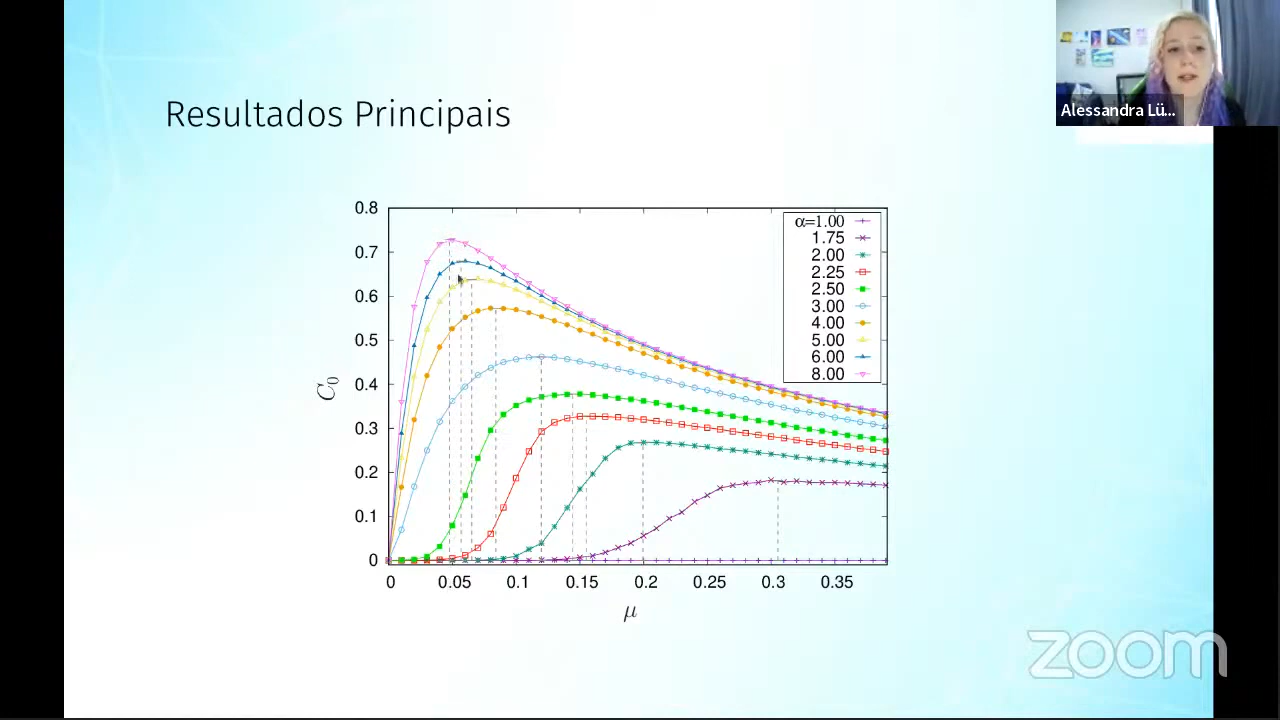 Resultados Principais
Alessandra Lü...
0.8
0.7
0.6
0.5
0.4
0.3
0.2
0.1
0
C₀
α=1.00
1.75
2.00
2.25
2.50
3.00
4.00
5.00
6.00
8.00
0 0.05 0.1 0.15 0.2 0.25 0.3 0.35
μ
zoom